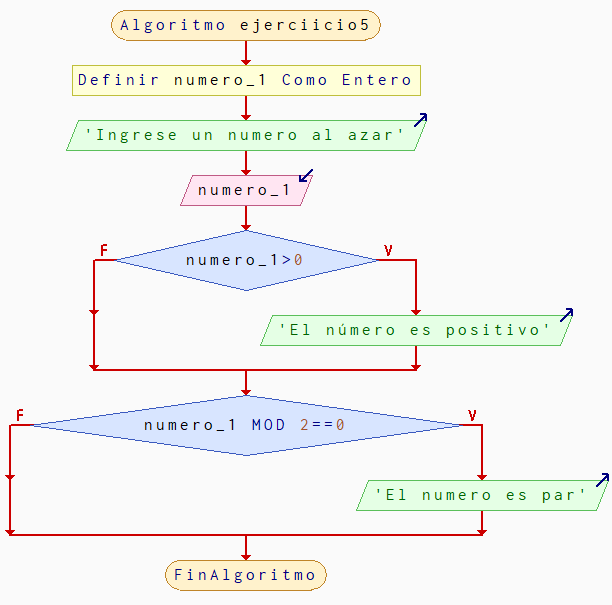 Algoritmo ejerciicio5
Definir numero_1 Como Entero
'Ingrese un numero al azar'
numero_1
numero_1>0
F
V
'El número es positivo'
numero_1 MOD 2==0
F
V
'El numero es par'
FinAlgoritmo